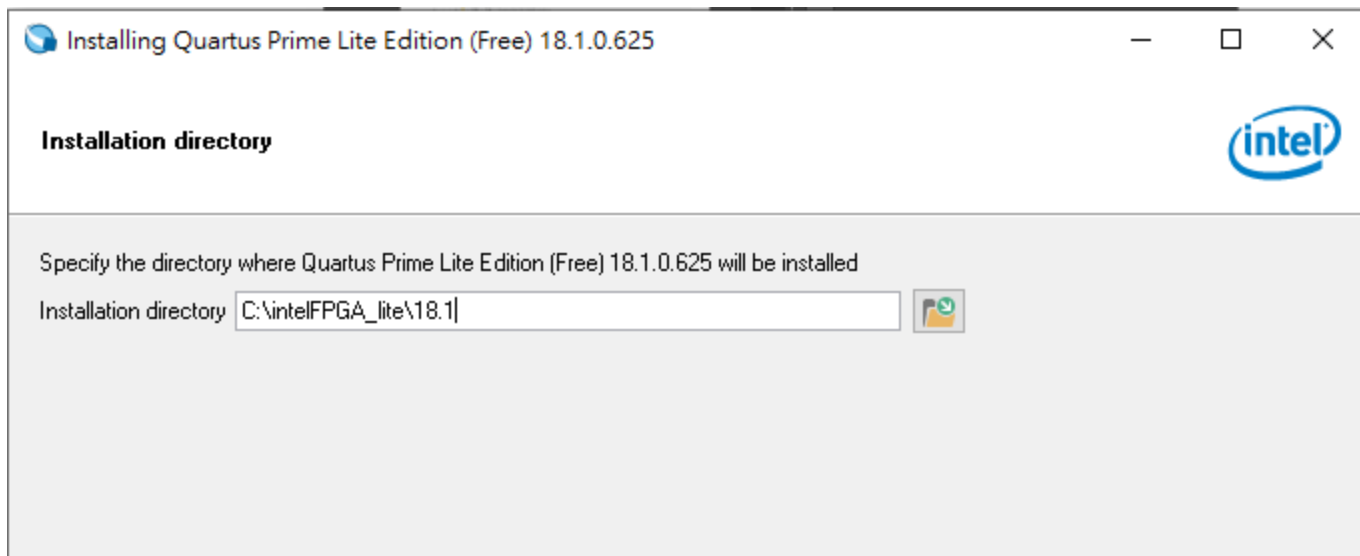 Installing Quartus Prime Lite Edition (Free) 18.1.0.625
Installation directory
intel
Specify the directory where Quartus Prime Lite Edition (Free) 18.1.0.625 will be installed
Installation directory C:\intelFPGA_lite\18.1